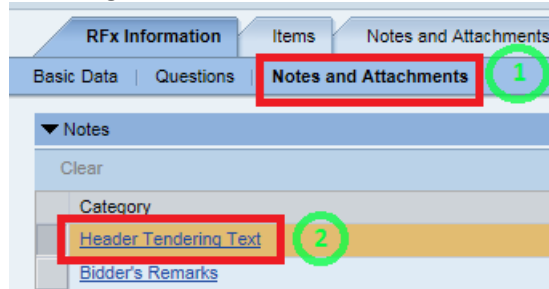 RFx Information Items Notes and Attachments
Basic Data | Questions | Notes and Attachments 1
Notes
Clear
Category
Header Tendering Text 2
Bidder's Remarks